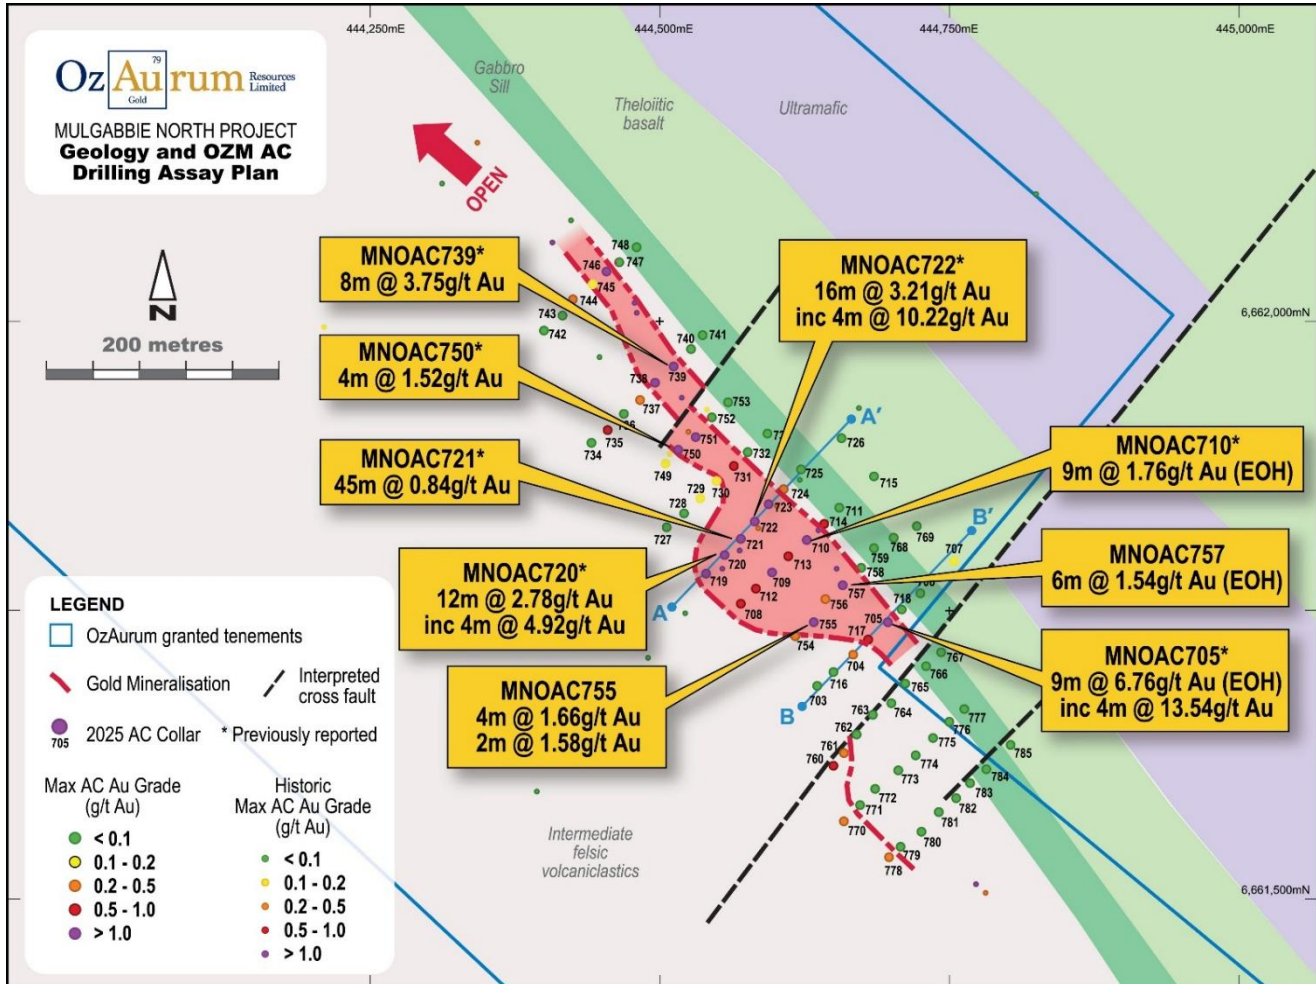 444,250mE
444,500mE
444,750mE
445,000mE
79
OzAurum Resources
Limited
Gold
MULGABBIE NORTH PROJECT
Geology and OZM AC
Drilling Assay Plan
Gabbro
Sill
Theloiitic
basalt
Ultramafic
OPEN
N
200 metres
6,662,000mN
6,661,500mN
MNOAC739*
8m @ 3.75g/t Au
MNOAC722*
16m @ 3.21g/t Au
inc 4m @ 10.22g/t Au
MNOAC750*
4m @ 1.52g/t Au
MNOAC721*
45m @ 0.84g/t Au
MNOAC710*
9m @ 1.76g/t Au (EOH)
MNOAC720*
12m @ 2.78g/t Au
inc 4m @ 4.92g/t Au
MNOAC757
6m @ 1.54g/t Au (EOH)
MNOAC755
4m @ 1.66g/t Au
2m @ 1.58g/t Au
MNOAC705*
9m @ 6.76g/t Au (EOH)
inc 4m @ 13.54g/t Au
748
747
746
745
744
743
742
741
740
739
738
737
735
734
753
752
751
750
749
732
731
730
729
728
727
726
725
724
723
722
721
720
719
A'
A
715
711
714
710
713
709
712
708
769
768
759
758
757
756
755
754
B'
B
707
718
705
717
704
716
703
767
766
765
764
763
762
761
760
777
776
775
774
773
772
771
770
785
784
783
782
781
780
779
778
Intermediate
felsic
volcaniclastics
LEGEND
OzAurum granted tenements
Gold Mineralisation
Interpreted
cross fault
705
2025 AC Collar
* Previously reported
Max AC Au Grade
(g/t Au)
< 0.1
0.1 - 0.2
0.2 - 0.5
0.5 - 1.0
> 1.0
Historic
Max AC Au Grade
(g/t Au)
< 0.1
0.1 - 0.2
0.2 - 0.5
0.5 - 1.0
> 1.0